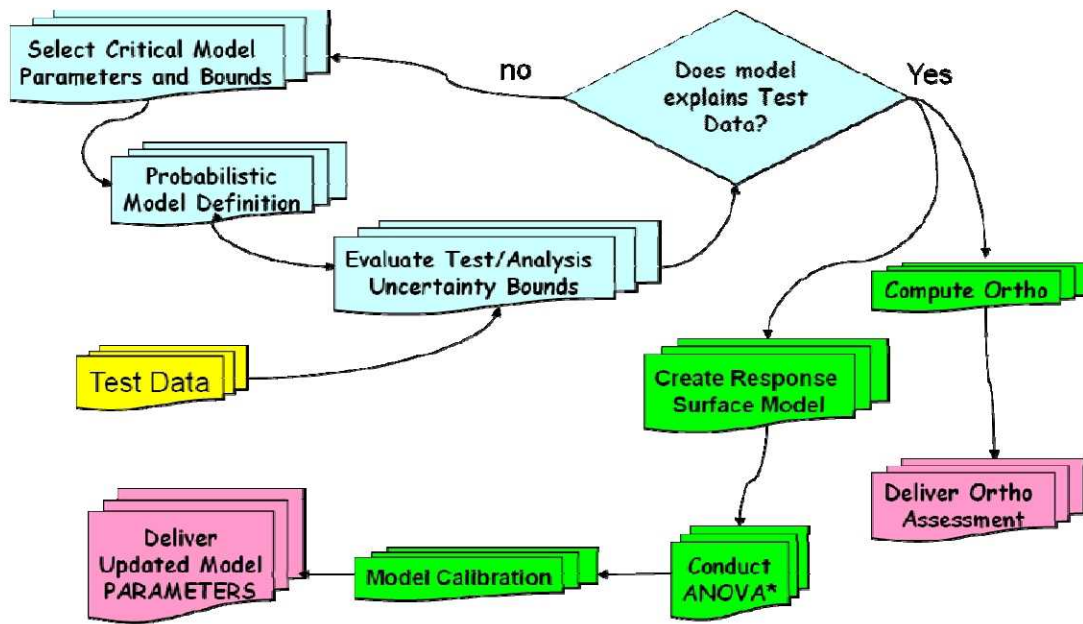 Select Critical Model
Parameters and Bounds
no
Does model
explains Test
Data?
Yes
Probabilistic
Model Definition
Evaluate Test/Analysis
Uncertainty Bounds
Compute Ortho
Test Data
Create Response
Surface Model
Deliver Ortho
Assessment
Deliver
Updated Model
PARAMETERS
Model Calibration
Conduct
ANOVA*